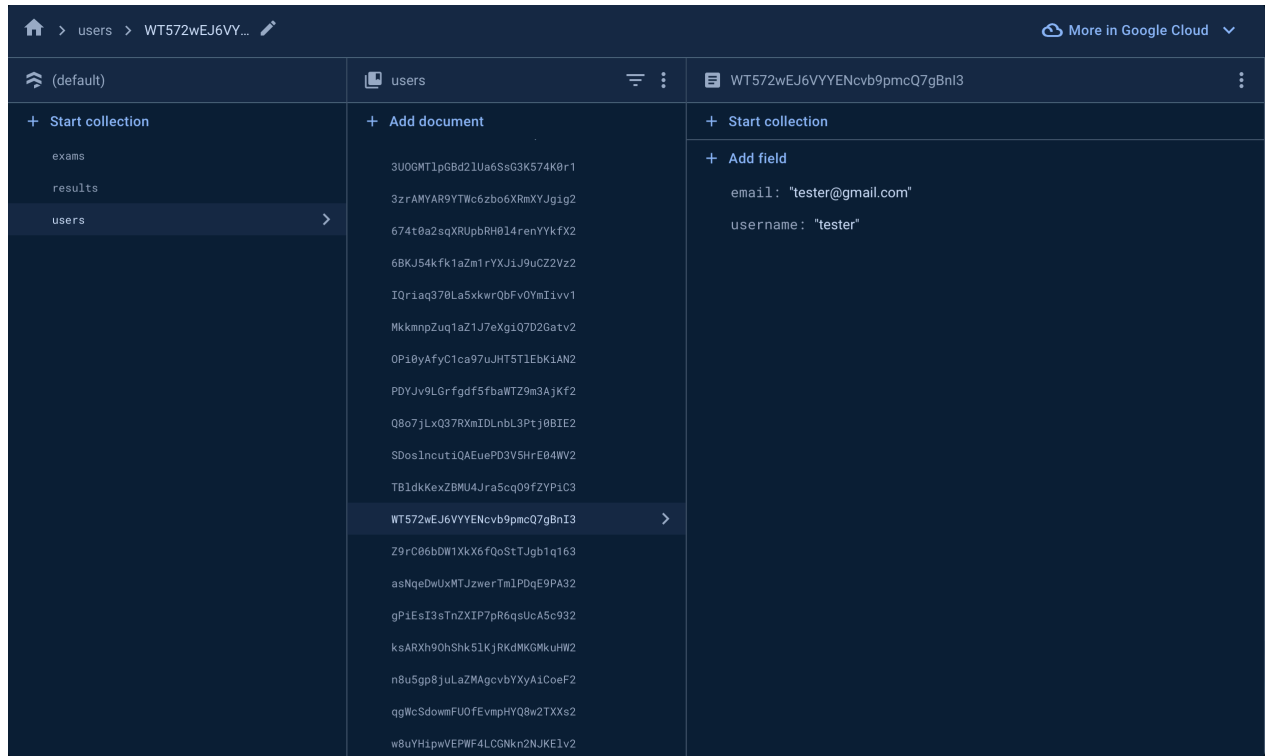 users
WT572wEJ6VY…
More in Google Cloud
(default)
users
WT572wEJ6VYYENcvb9pmcQ7gBnI3
Start collection
Add document
Start collection
exams
results
users
3UOGMTlpGBd2lUa6SsG3K574K0r1
3zrAMYAR9YTWc6zbo6XRmXYJgig2
674t0a2sqXRUpbRH0l4renYYkfX2
6BKJ54kfk1aZm1rYXJiJ9uCZ2Vz2
IQriaq370La5xkwrQbFvOYmIivv1
MkkmnpZuq1aZ1J7eXgiQ7D2Gatv2
OPi0yAfyC1ca97uJHT5TlEbKiAN2
PDYJv9LGrfgdf5fbaWTZ9m3AjKf2
Q8o7jLxQ37RXmIDLnbL3Ptj0BIE2
SDoslncutiQAEuePD3V5HrE04WV2
TBldkKexZBMU4Jra5cqO9fZYPiC3
WT572wEJ6VYYENcvb9pmcQ7gBnI3
Z9rC06bDW1XkX6fQoStTJgb1q163
asNqeDwUxMTJzwerTmlPDqE9PA32
gPiEsI3sTnZXIP7pR6qsUcA5c932
ksARXh9OhShk5lKjRKdMKGMkuHW2
n8u5gp8juLaZMAgcvbYXyAiCoeF2
qgWcSdowmFUOfEvmpHYQ8w2TXXs2
w8uYHipwVEPWF4LCGNkn2NJKElv2
Add field
email: "tester@gmail.com"
username: "tester"